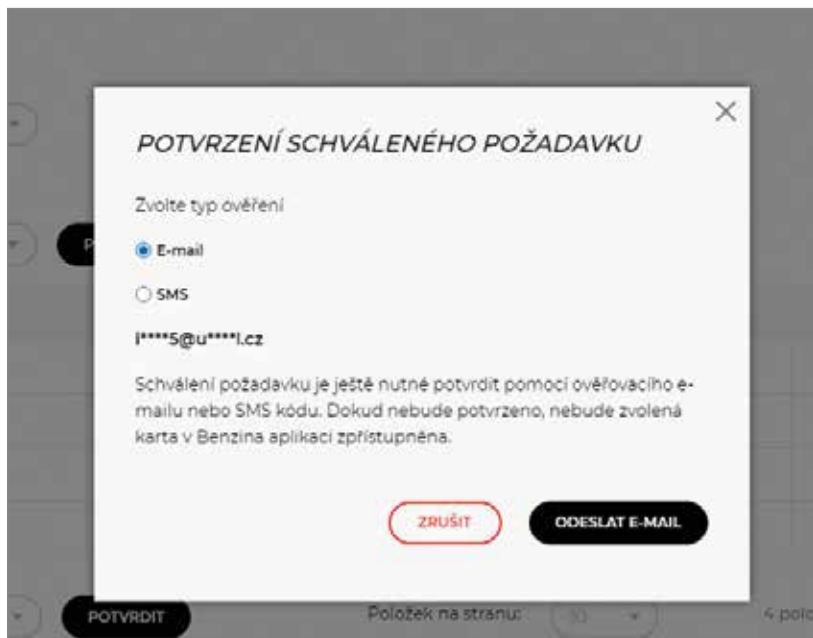 POTVRZENÍ SCHVÁLENÉHO POŽADAVKU
Zvolte typ ověření
E-mail
SMS
i****5@u****l.cz
Schválení požadavku je ještě nutné potvrdit pomocí ověřovacího e-
mailu nebo SMS kódu. Dokud nebude potvrzeno, nebude zvolená
karta v Benzina aplikaci zpřístupněna.
ZRUŠIT
ODESLAT E-MAIL
POTVRDIT
Položek na stranu:
10
4